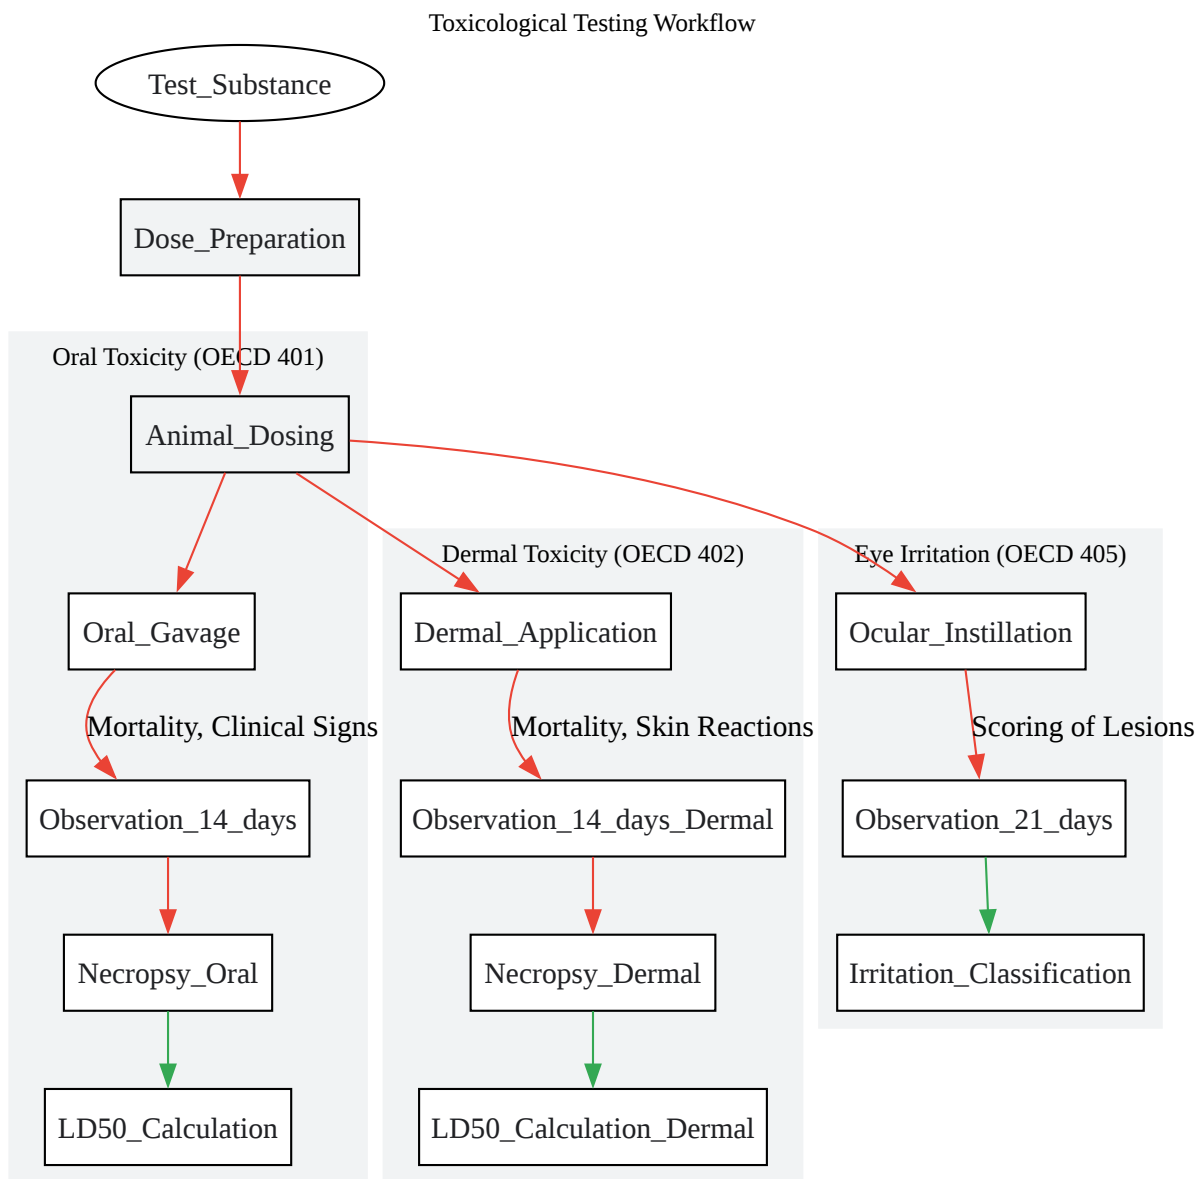 Toxicological Testing Workflow
Test_Substance
Dose_Preparation
Oral Toxicity (OECD 401)
Animal_Dosing
Dermal Toxicity (OECD 402)
Eye Irritation (OECD 405)
Oral_Gavage
Dermal_Application
Ocular_Instillation
Mortality, Clinical Signs
Mortality, Skin Reactions
Scoring of Lesions
Observation_14_days
Observation_14_days_Dermal
Observation_21_days
Necropsy_Oral
Necropsy_Dermal
Irritation_Classification
LD50_Calculation
LD50_Calculation_Dermal